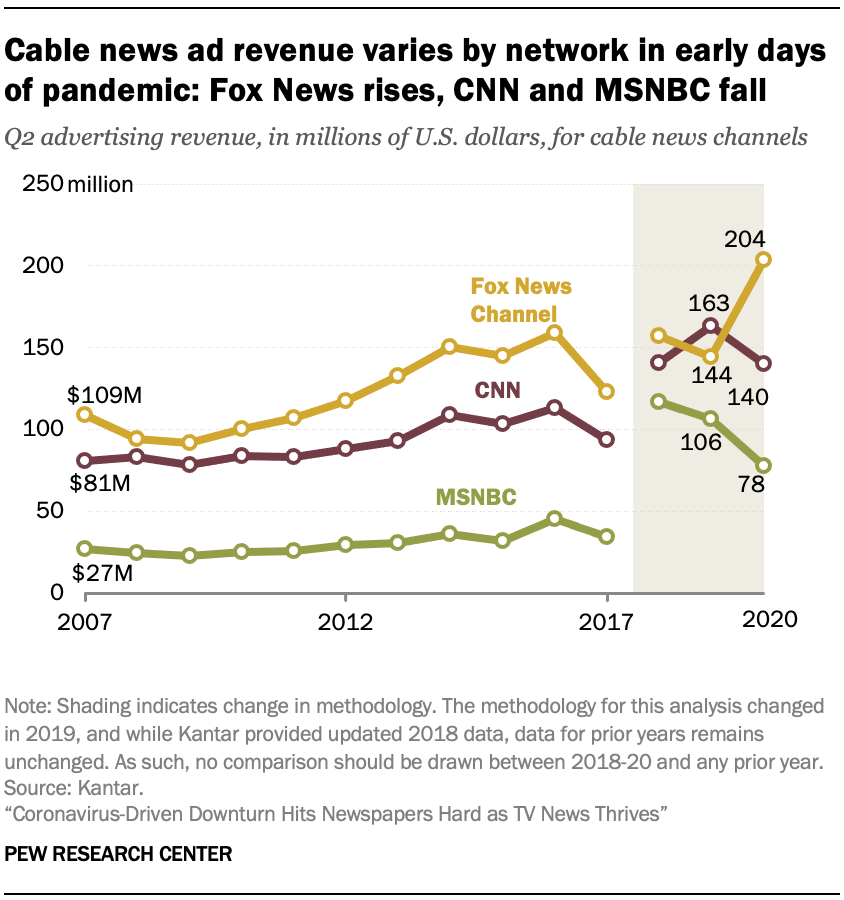 Cable news ad revenue varies by network in early days
of pandemic: Fox News rises, CNN and MSNBC fall
Q2 advertising revenue, in millions of U.S. dollars, for cable news channels
250 million
204
200
Fox News
Channel
163
150
144
$109M
CNN
140
100
106
$81M
MSNBC
78
50
$27M
0
2007
2012
2017
2020
Note: Shading indicates change in methodology. The methodology for this analysis changed
in 2019, and while Kantar provided updated 2018 data, data for prior years remains
unchanged. As such, no comparison should be drawn between 2018-20 and any prior year.
Source: Kantar.
“Coronavirus-Driven Downturn Hits Newspapers Hard as TV News Thrives”
PEW RESEARCH CENTER